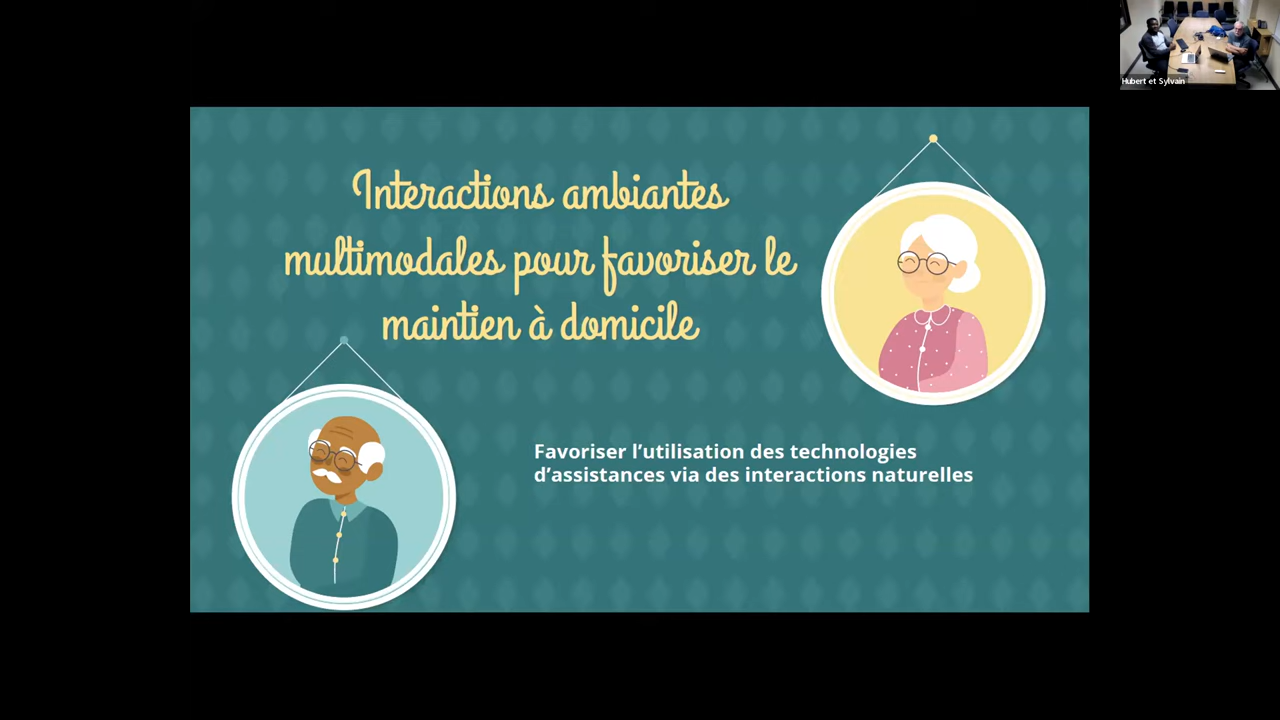 Hubert et Sylvain
Interactions ambiantes
multimodales pour favoriser le
maintien à domicile
Favoriser l'utilisation des technologies
d'assistances via des interactions naturelles